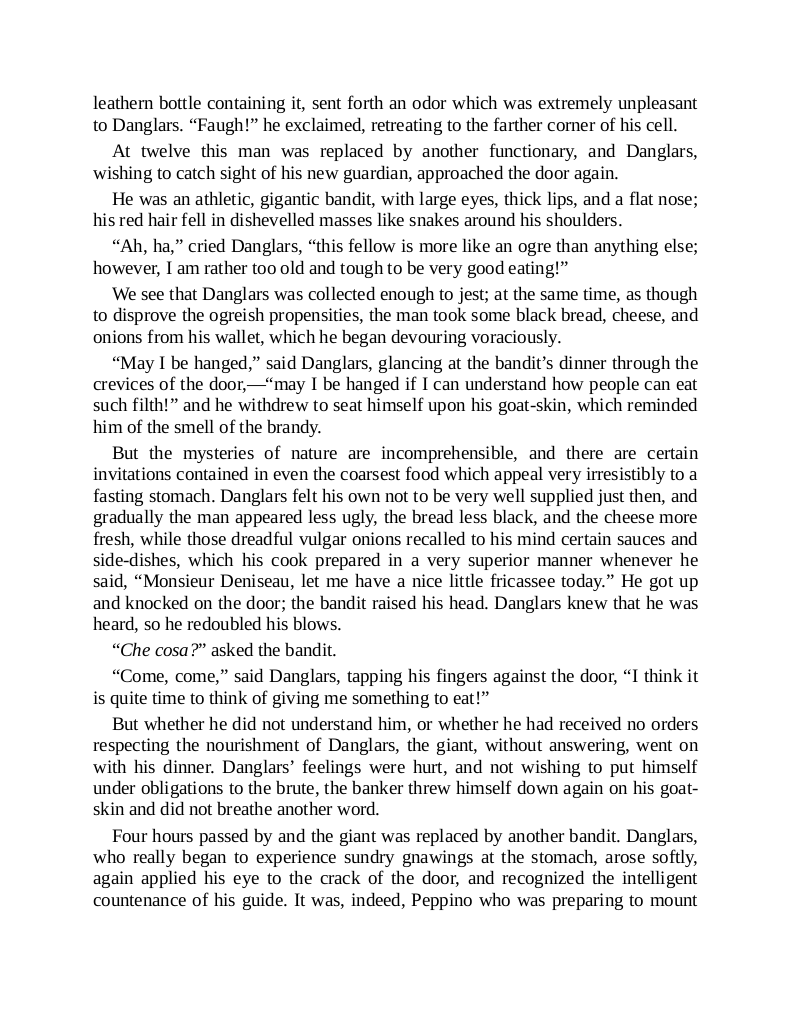 leathern bottle containing it, sent forth an odor which was extremely unpleasant
to Danglars. “Faugh!” he exclaimed, retreating to the farther corner of his cell.
At twelve this man was replaced by another functionary, and Danglars,
wishing to catch sight of his new guardian, approached the door again.
He was an athletic, gigantic bandit, with large eyes, thick lips, and a flat nose;
his red hair fell in dishevelled masses like snakes around his shoulders.
“Ah, ha,” cried Danglars, “this fellow is more like an ogre than anything else;
however, I am rather too old and tough to be very good eating!”
We see that Danglars was collected enough to jest; at the same time, as though
to disprove the ogreish propensities, the man took some black bread, cheese, and
onions from his wallet, which he began devouring voraciously.
“May I be hanged,” said Danglars, glancing at the bandit’s dinner through the
crevices of the door,—“may I be hanged if I can understand how people can eat
such filth!” and he withdrew to seat himself upon his goat-skin, which reminded
him of the smell of the brandy.
But the mysteries of nature are incomprehensible, and there are certain
invitations contained in even the coarsest food which appeal very irresistibly to a
fasting stomach. Danglars felt his own not to be very well supplied just then, and
gradually the man appeared less ugly, the bread less black, and the cheese more
fresh, while those dreadful vulgar onions recalled to his mind certain sauces and
side-dishes, which his cook prepared in a very superior manner whenever he
said, “Monsieur Deniseau, let me have a nice little fricassee today.” He got up
and knocked on the door; the bandit raised his head. Danglars knew that he was
heard, so he redoubled his blows.
“Che cosa?” asked the bandit.
“Come, come,” said Danglars, tapping his fingers against the door, “I think it
is quite time to think of giving me something to eat!”
But whether he did not understand him, or whether he had received no orders
respecting the nourishment of Danglars, the giant, without answering, went on
with his dinner. Danglars’ feelings were hurt, and not wishing to put himself
under obligations to the brute, the banker threw himself down again on his goat-
skin and did not breathe another word.
Four hours passed by and the giant was replaced by another bandit. Danglars,
who really began to experience sundry gnawings at the stomach, arose softly,
again applied his eye to the crack of the door, and recognized the intelligent
countenance of his guide. It was, indeed, Peppino who was preparing to mount